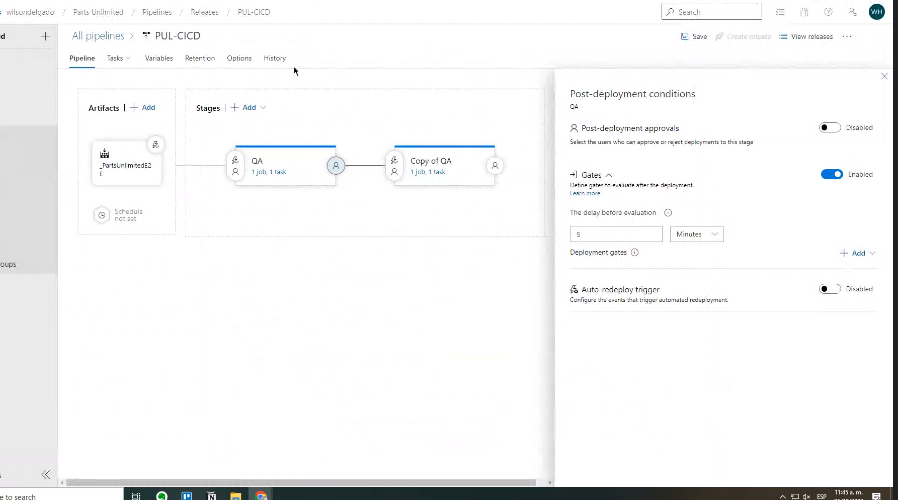 wilsondelgado / Parts Unlimited / Pipelines / Releases / PUL-CICD
Search
WH
ed
All pipelines > PUL-CICD
Save
Create release
View releases
Pipeline Tasks Variables Retention Options History
Artifacts | + Add
Stages | + Add
_PartsUnlimitedE2
E
Schedule
not set
QA
1 job, 1 task
Copy of QA
1 job, 1 task
oups
Post-deployment conditions
QA
Post-deployment approvals
Disabled
Select the users who can approve or reject deployments to this stage
Gates
Enabled
Define gates to evaluate after the deployment.
Learn more
The delay before evaluation
5
Minutes
Deployment gates
+ Add
Auto-redeploy trigger
Disabled
Configure the events that trigger automated redeployment.
e to search
ESP
11:45 a. m.